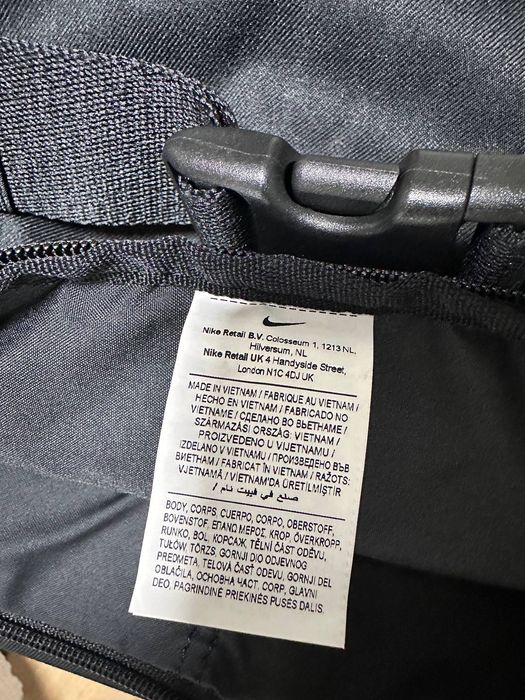 Nike Retail B.V. Colosseum 1, 1213 NL,
Hilversum, NL
Nike Retail UK 4 Handyside Street,
London N1C 4DJ UK
MADE IN VIETNAM / FABRIQUE AU VIETNAM /
HECHO EN VIETNAM / FABRICADO NO
VIETNAME / СДЕЛАНО ВО ВЬЕТНАМЕ /
SZÁRMAZÁSI ORSZÁG: VIETNAM /
PROIZVEDENO U VIJETNAMU /
IZDELANO V VIETNAMU / ПРОИЗВЕДЕНО ВЪВ
ВИЕТНАМ / FABRICAT ÎN VIETNAM / RAŽOTS:
VJETNAMĀ / VIETNAM'DA ÜRETİLMİŞTİR
/ صنع في فييت نام
BODY, CORPS, CUERPO, CORPO, OBERSTOFF,
BOVENSTOF, ΕΠΑΝΩ ΜΕΡΟΣ, KROP, ÖVERKROPP,
RUNKO, BOL, КОРСАЖ, TĚLNÍ ČÁST ODĚVU,
TUŁÓW, TÖRZS, GORNJI DIO ODJEVNOG
PREDMETA, TELOVÁ ČASŤ ODEVU, GORNJI DEL
OBLAČILA, ОСНОВНА ЧАСТ, CORP, GLAVNI
DEO, PAGRINDINĖ PRIEKINĖS PUSĖS DALIS.